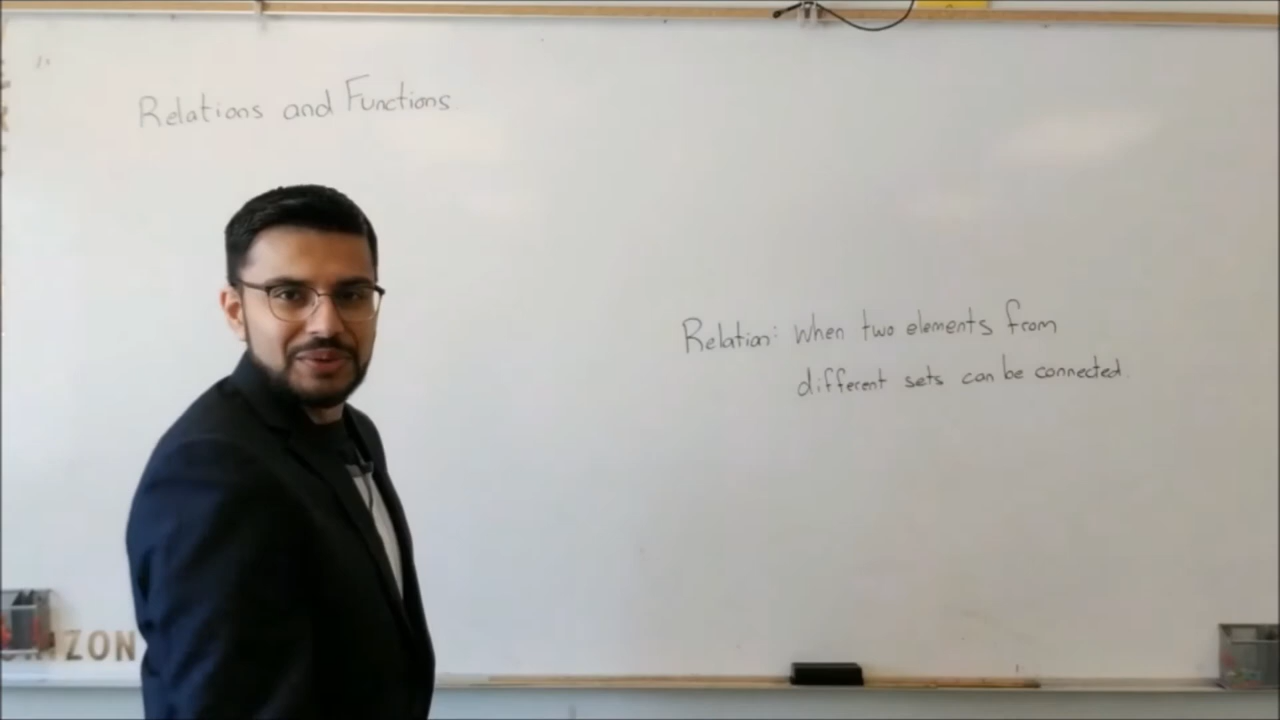 Relations and Functions
Relation: When two elements from
different sets can be connected.
ZON